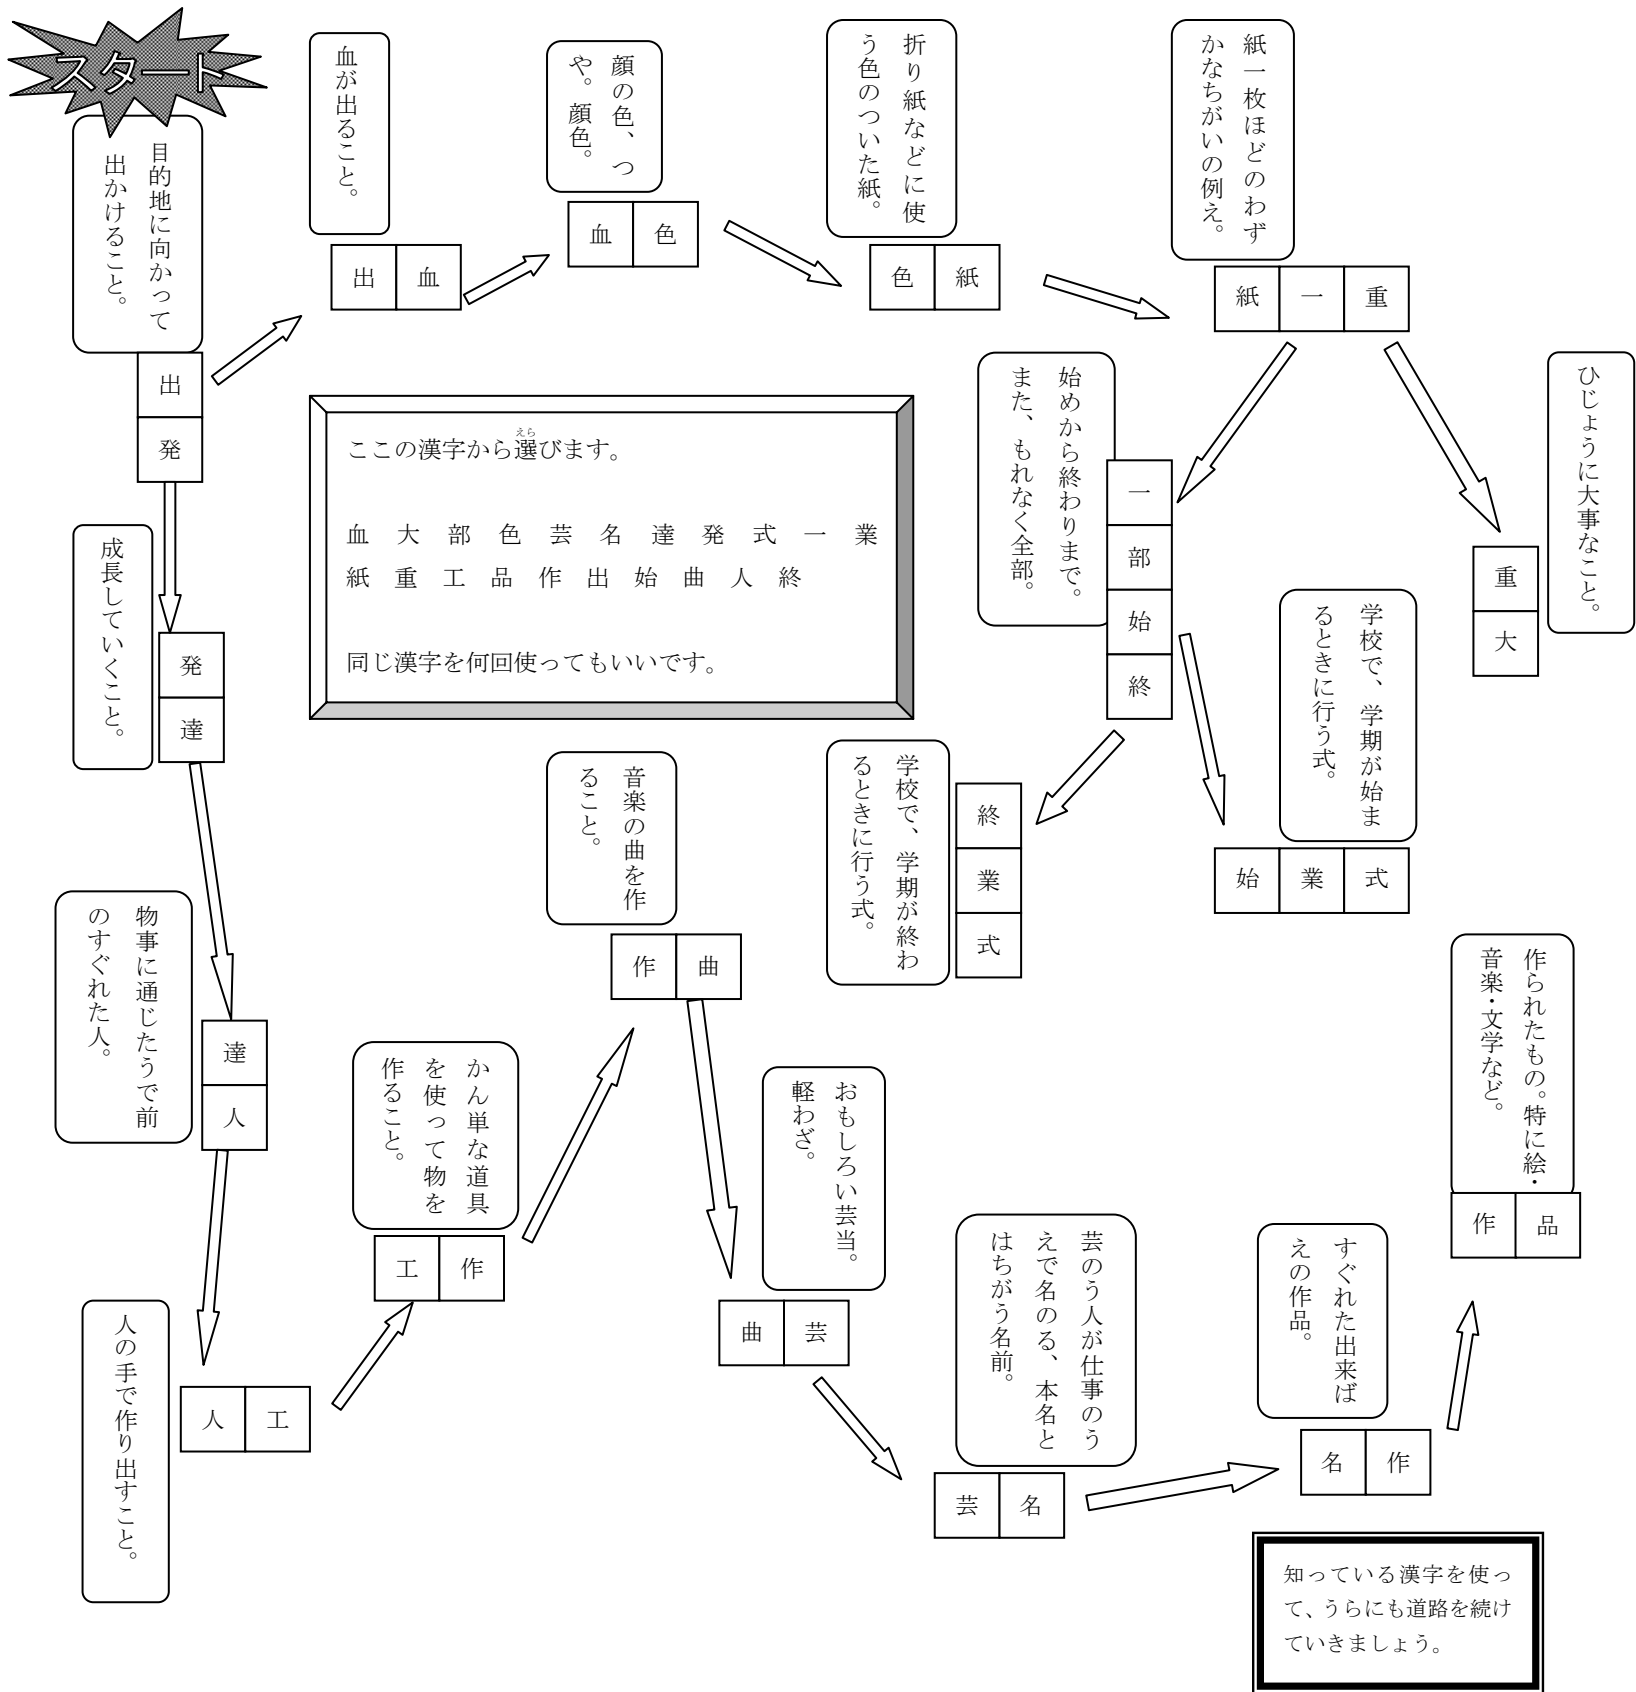 スタート
目的地に向かって
出かけること。
出発
血が出ること。
出血
顔の色、つ
や。顔色。
血色
折り紙などに使
う色のついた紙。
色紙
紙一枚ほどのわず
かなちがいの例え。
紙一重
ひじょうに大事なこと。
重大
始めから終わりまで。
また、もれなく全部。
一部始終
学校で、学期が始ま
るときに行う式。
始業式
学校で、学期が終わ
るときに行う式。
終業式
ここの漢字から選びます。
えら
血 大 部 色 芸 名 達 発 式 一 業
紙 重 工 品 作 出 始 曲 人 終
同じ漢字を何回使ってもいいです。
成長していくこと。
発達
物事に通じたうで前
のすぐれた人。
達人
人の手で作り出すこと。
人工
かん単な道具
を使って物を
作ること。
工作
音楽の曲を作
ること。
作曲
おもしろい芸当。
軽わざ。
曲芸
芸のう人が仕事のう
えで名のる、本名と
はちがう名前。
芸名
すぐれた出来ば
えの作品。
名作
作られたもの。特に絵・
音楽・文学など。
作品
知っている漢字を使っ
て、うらにも道路を続け
ていきましょう。